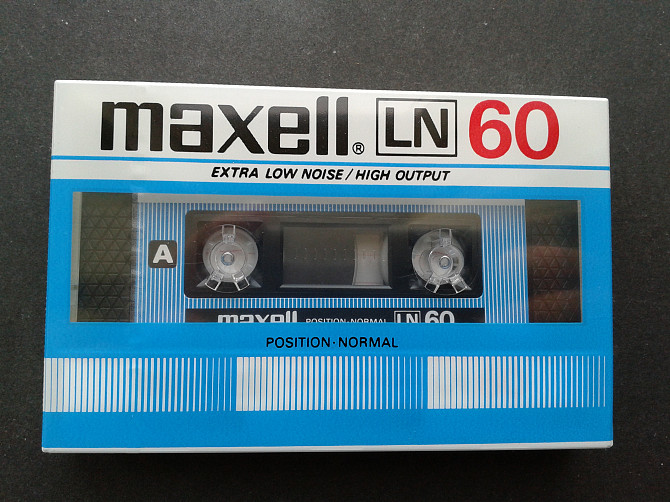 maxell® LN 60
EXTRA LOW NOISE / HIGH OUTPUT
A
maxell POSITION·NORMAL LN 60
POSITION·NORMAL